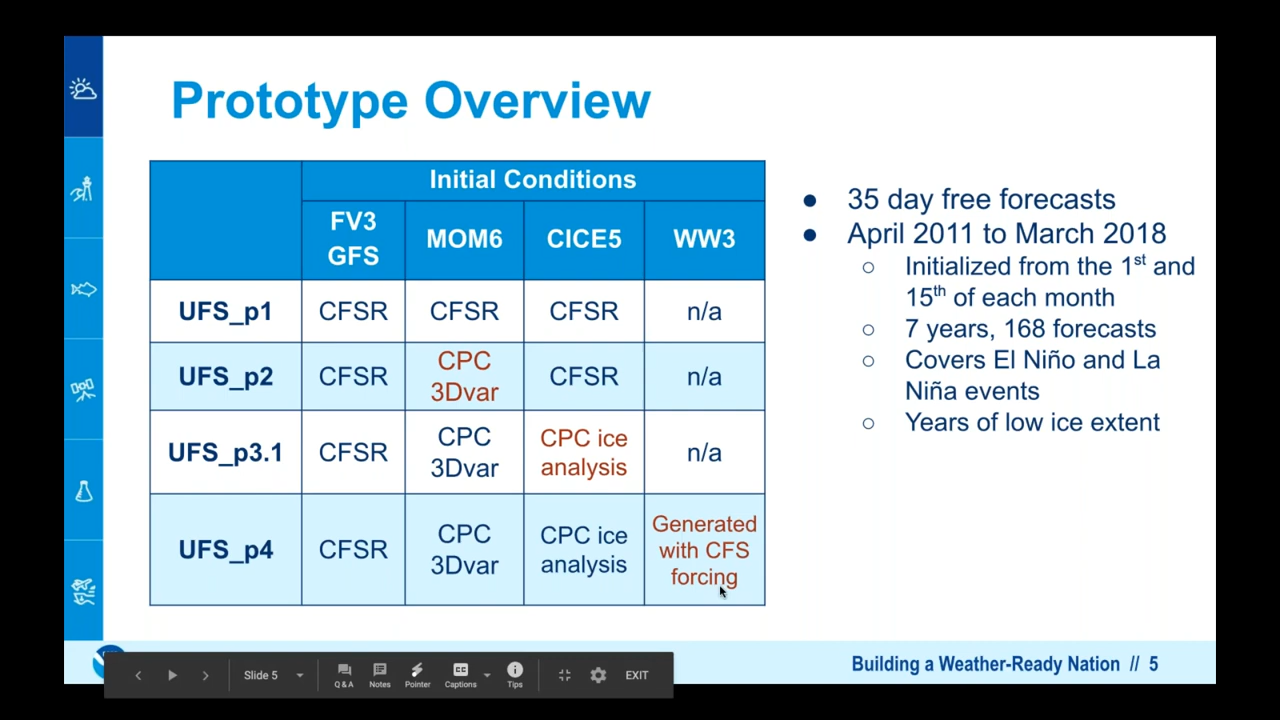 Prototype Overview
Initial Conditions
FV3
GFS
MOM6
CICE5
WW3
UFS_p1
CFSR
CFSR
CFSR
n/a
UFS_p2
CFSR
CPC
3Dvar
CFSR
n/a
UFS_p3.1
CFSR
CPC
3Dvar
CPC ice
analysis
n/a
UFS_p4
CFSR
CPC
3Dvar
CPC ice
analysis
Generated
with CFS
forcing
● 35 day free forecasts
● April 2011 to March 2018
○ Initialized from the 1st and
15th of each month
○ 7 years, 168 forecasts
○ Covers El Niño and La
Niña events
○ Years of low ice extent
Building a Weather-Ready Nation // 5
Slide 5
Q & A
Notes
Pointer
CC
Captions
Tips
EXIT